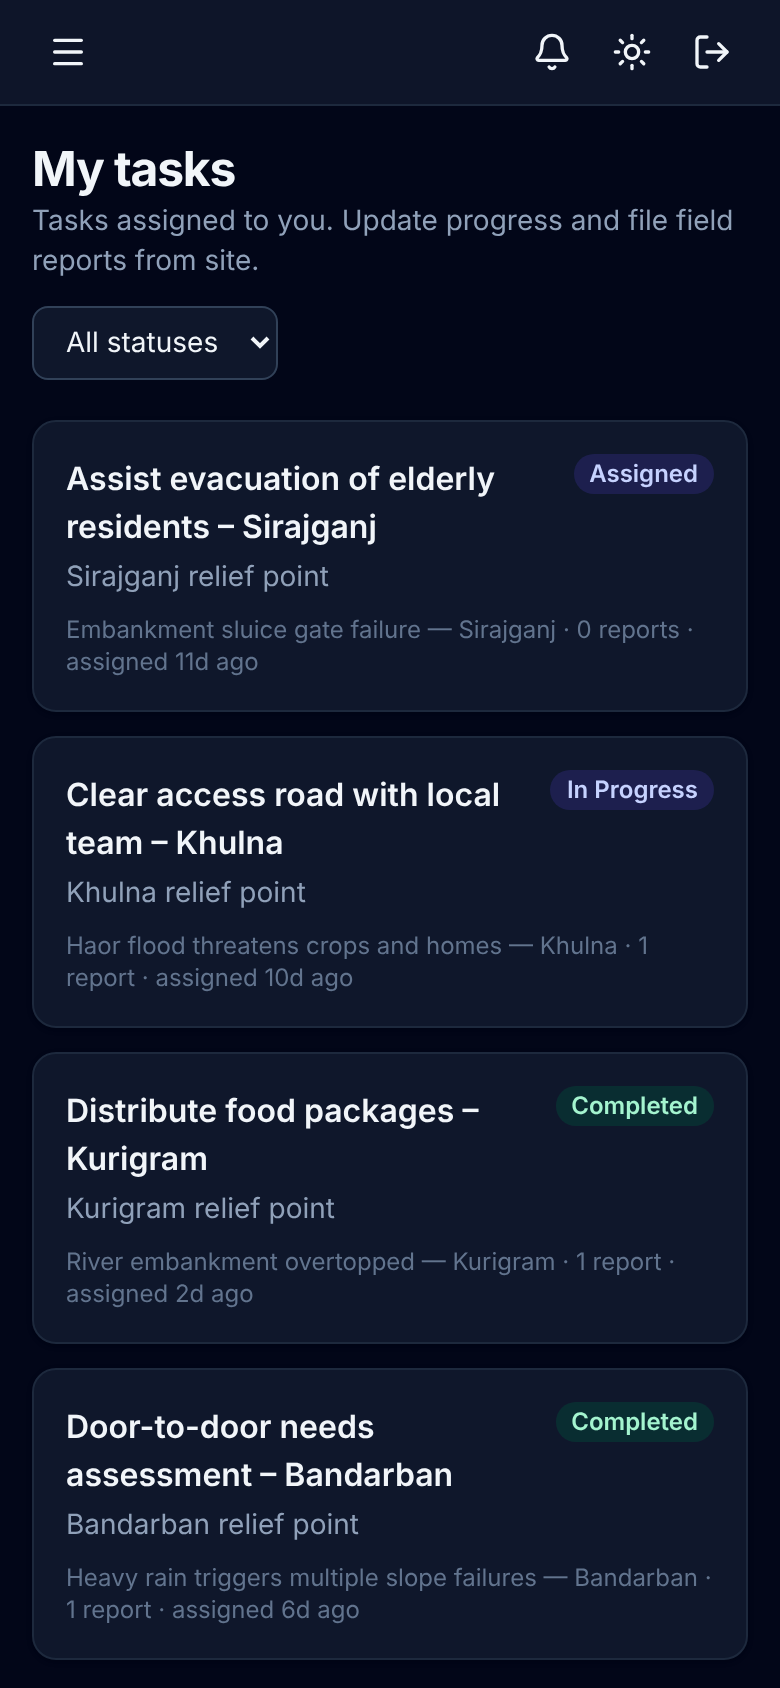 My tasks
Tasks assigned to you. Update progress and file field
reports from site.
All statuses
Assist evacuation of elderly
residents – Sirajganj
Assigned
Sirajganj relief point
Embankment sluice gate failure — Sirajganj · 0 reports ·
assigned 11d ago
Clear access road with local
team – Khulna
In Progress
Khulna relief point
Haor flood threatens crops and homes — Khulna · 1
report · assigned 10d ago
Distribute food packages –
Kurigram
Completed
Kurigram relief point
River embankment overtopped — Kurigram · 1 report ·
assigned 2d ago
Door-to-door needs
assessment – Bandarban
Completed
Bandarban relief point
Heavy rain triggers multiple slope failures — Bandarban ·
1 report · assigned 6d ago